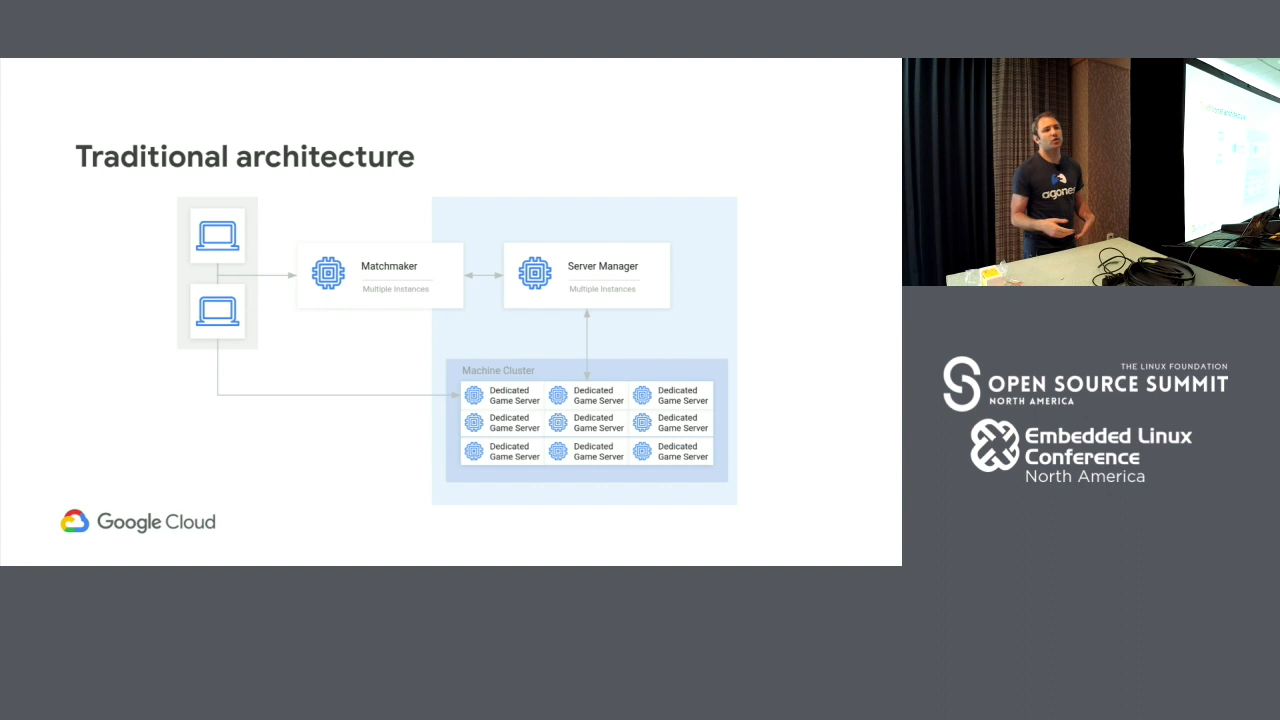 Traditional architecture
Matchmaker
Multiple Instances
Server Manager
Multiple Instances
Machine Cluster
Dedicated Game Server
Dedicated Game Server
Dedicated Game Server
Dedicated Game Server
Dedicated Game Server
Dedicated Game Server
Dedicated Game Server
Dedicated Game Server
Dedicated Game Server
Google Cloud
agones
THE LINUX FOUNDATION
OPEN SOURCE SUMMIT
NORTH AMERICA
Embedded Linux
Conference
North America